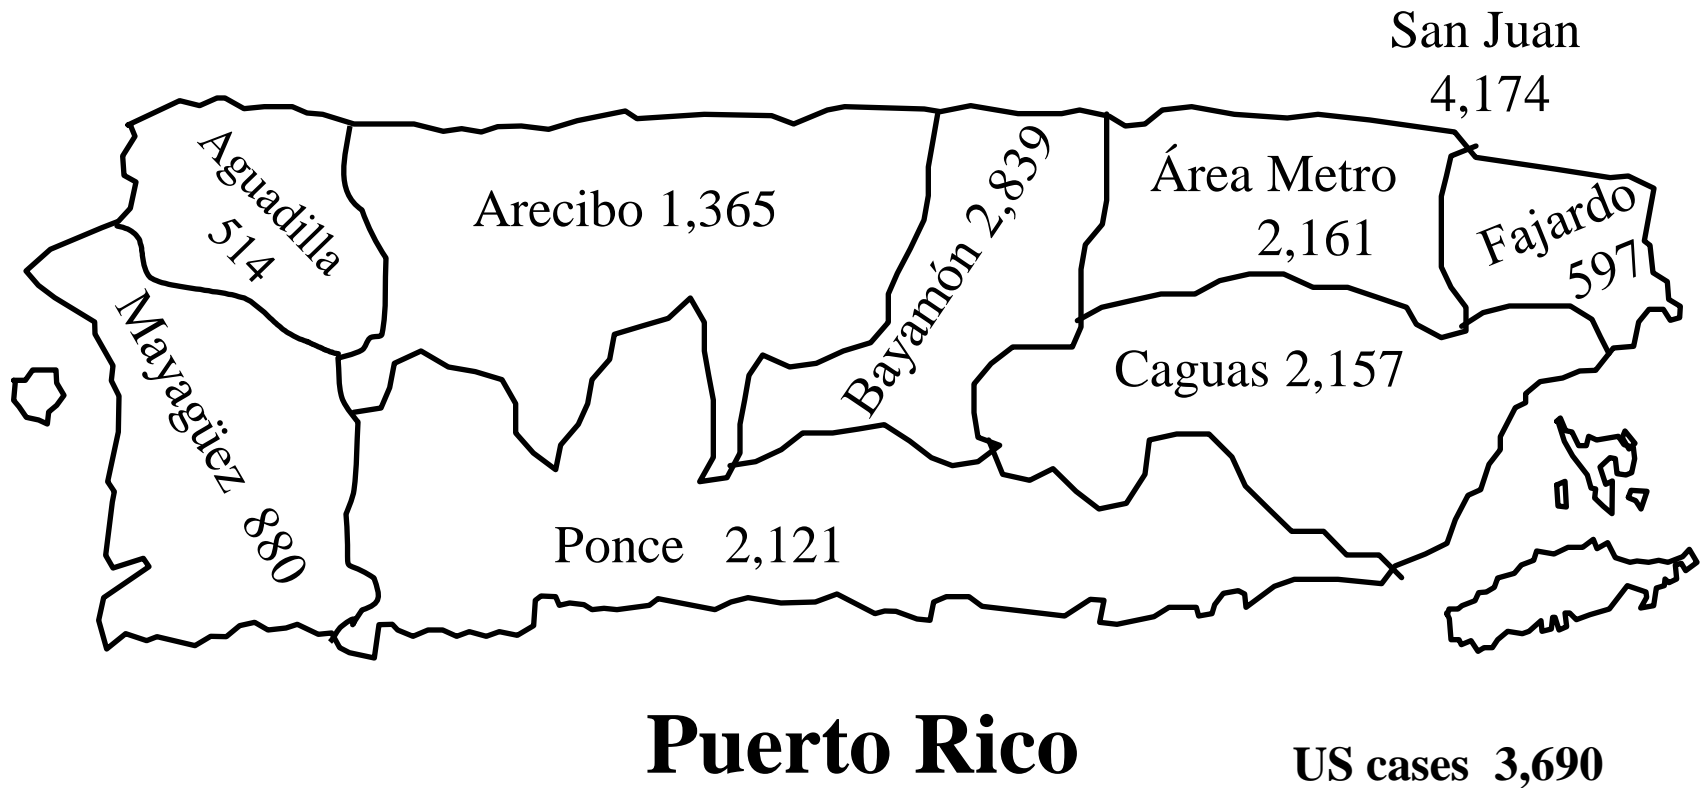 San Juan
4,174
Aguadilla
514
Arecibo 1,365
Bayamón 2,839
Área Metro
2,161
Fajardo
597
Mayagüez 880
Caguas 2,157
Ponce 2,121
Puerto Rico
US cases 3,690